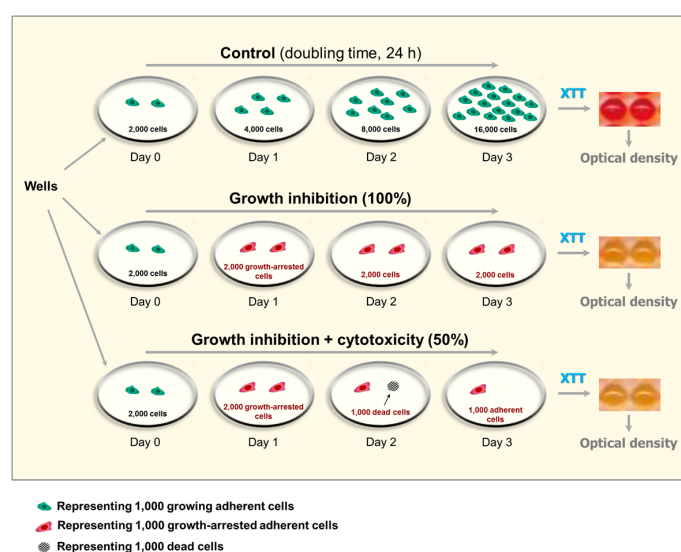 Control (doubling time, 24 h)
2,000 cells
4,000 cells
8,000 cells
16,000 cells
XTT
Day 0
Day 1
Day 2
Day 3
Optical density
Wells
Growth inhibition (100%)
2,000 cells
2,000 growth-arrested
cells
2,000 cells
2,000 cells
XTT
Day 0
Day 1
Day 2
Day 3
Optical density
Growth inhibition + cytotoxicity (50%)
2,000 cells
2,000 growth-arrested
cells
1,000 dead cells
1,000 adherent
cells
XTT
Day 0
Day 1
Day 2
Day 3
Optical density
Representing 1,000 growing adherent cells
Representing 1,000 growth-arrested adherent cells
Representing 1,000 dead cells